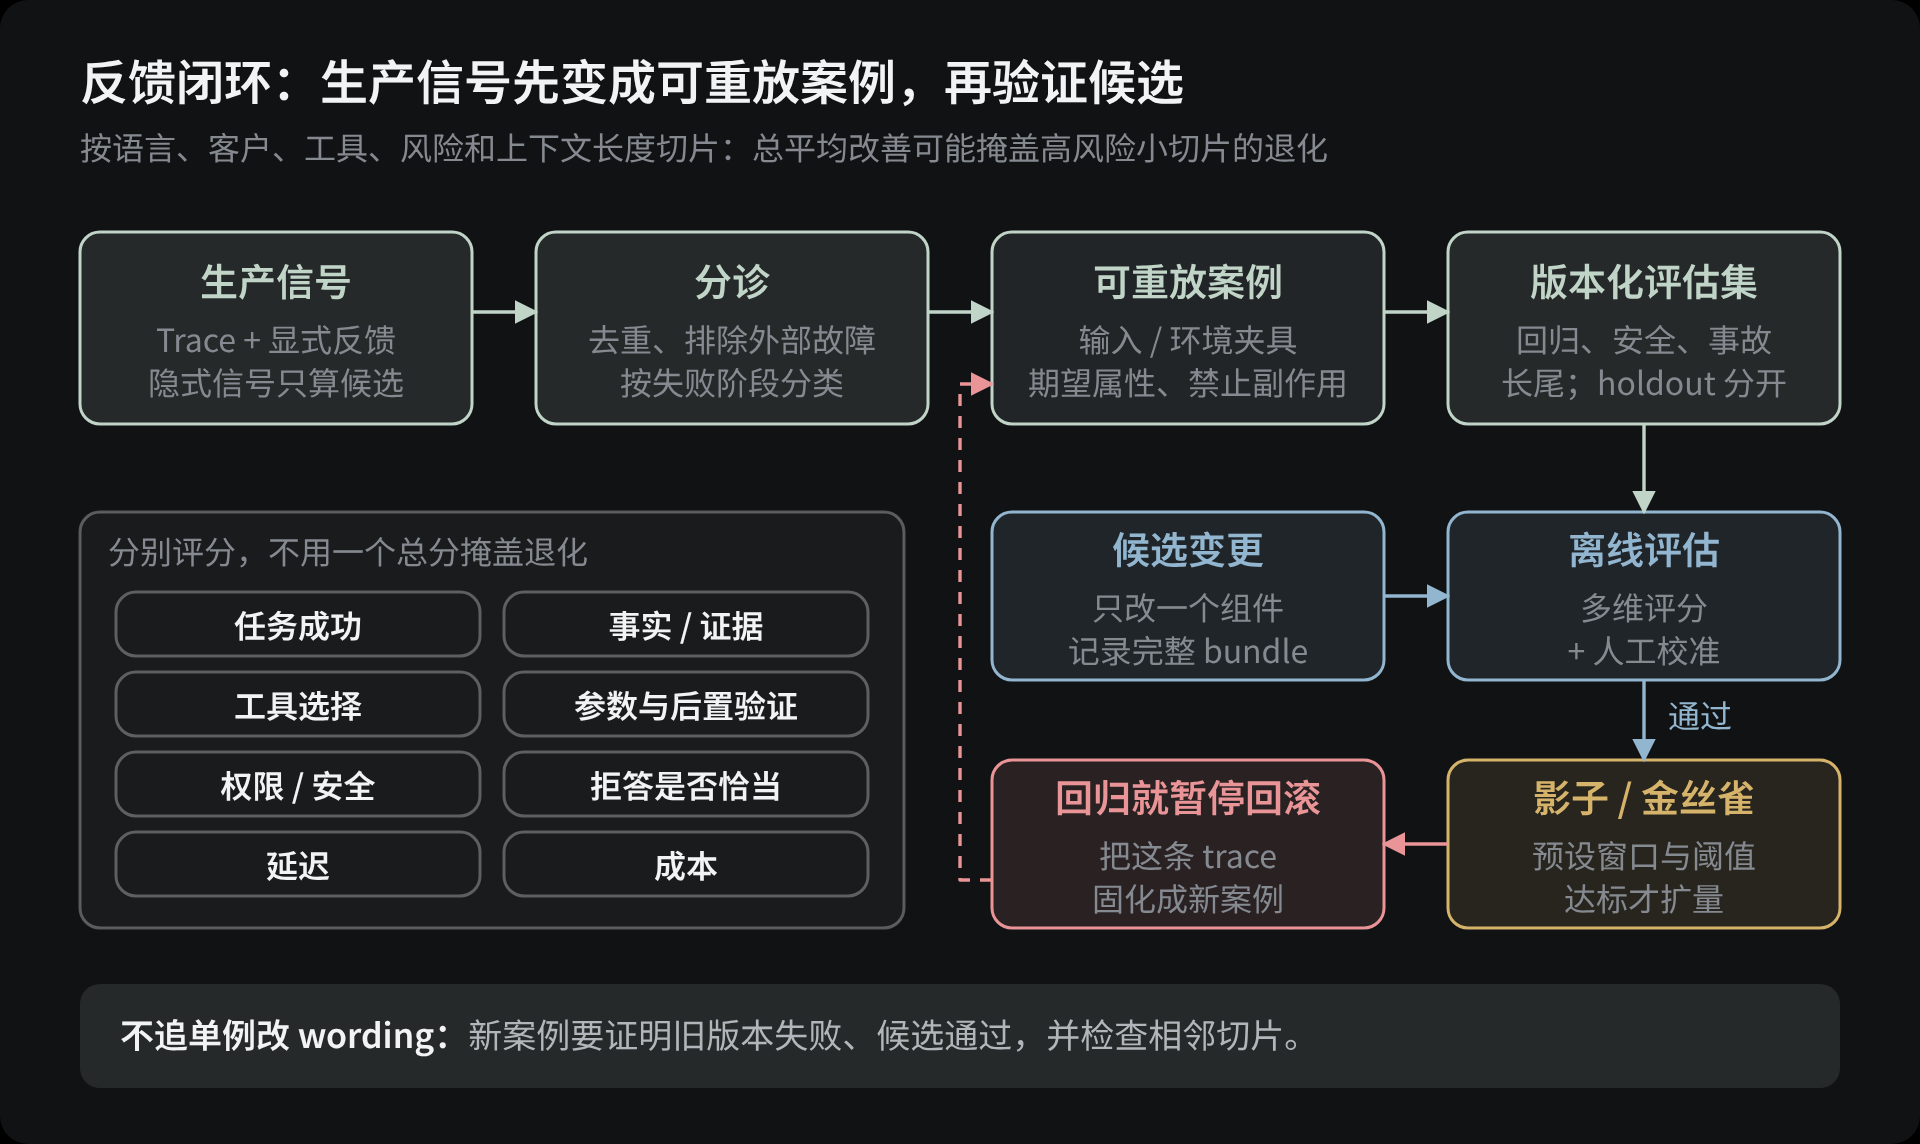 反馈闭环：生产信号先变成可重放案例，再验证候选
按语言、客户、工具、风险和上下文长度切片：总平均改善可能掩盖高风险小切片的退化
生产信号
Trace + 显式反馈
隐式信号只算候选
分诊
去重、排除外部故障
按失败阶段分类
可重放案例
输入 / 环境夹具
期望属性、禁止副作用
版本化评估集
回归、安全、事故
长尾；holdout 分开
分别评分，不用一个总分掩盖退化
任务成功
事实 / 证据
工具选择
参数与后置验证
权限 / 安全
拒答是否恰当
延迟
成本
候选变更
只改一个组件
记录完整 bundle
离线评估
多维评分
+ 人工校准
通过
回归就暂停回滚
把这条 trace
固化成新案例
影子 / 金丝雀
预设窗口与阈值
达标才扩量
不追单例改 wording：新案例要证明旧版本失败、候选通过，并检查相邻切片。